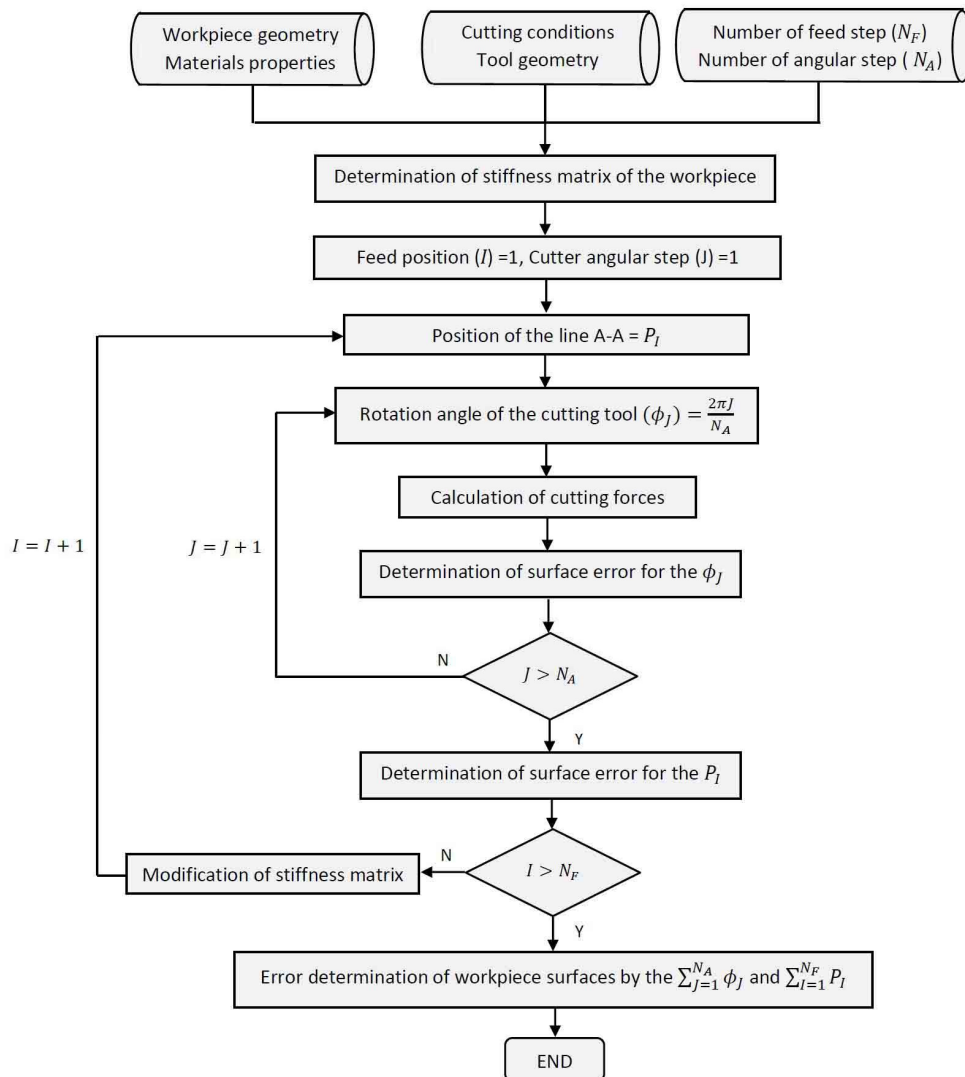 Workpiece geometry
Materials properties
Cutting conditions
Tool geometry
Number of feed step (N_F)
Number of angular step ( N_A)
Determination of stiffness matrix of the workpiece
Feed position (I) =1, Cutter angular step (J) =1
Position of the line A-A = P_I
Rotation angle of the cutting tool (ϕ_J) = 2πJ/N_A
Calculation of cutting forces
I = I + 1
J = J + 1
Determination of surface error for the ϕ_J
N
J > N_A
Y
Determination of surface error for the P_I
N
Modification of stiffness matrix
I > N_F
Y
Error determination of workpiece surfaces by the ∑_{J=1}^{N_A} ϕ_J and ∑_{I=1}^{N_F} P_I
END